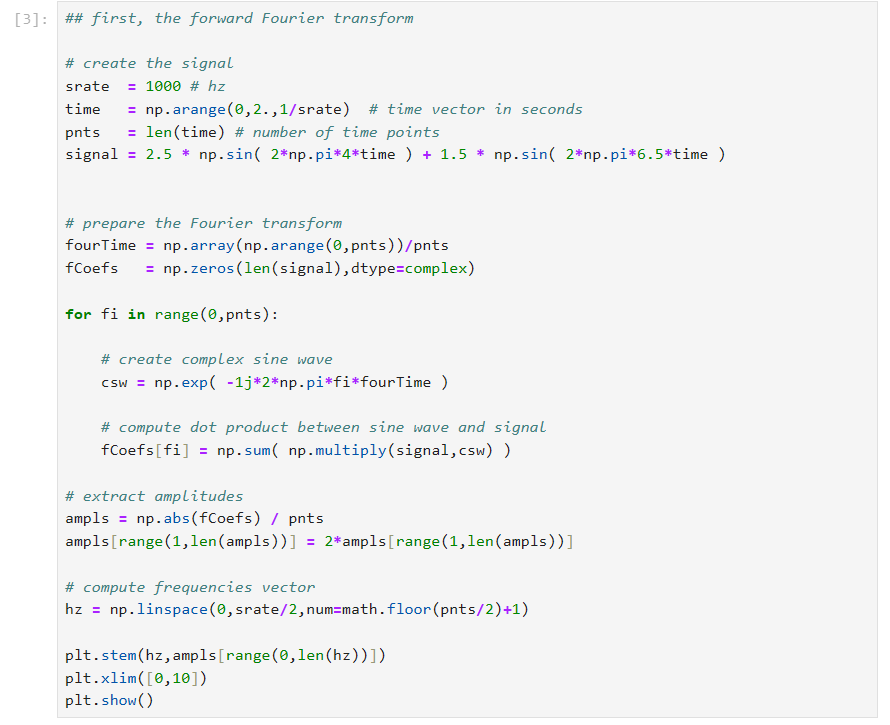 [3]: ## first, the forward Fourier transform

# create the signal
srate  = 1000 # hz
time   = np.arange(0,2.,1/srate)  # time vector in seconds
pnts   = len(time) # number of time points
signal = 2.5 * np.sin( 2*np.pi*4*time ) + 1.5 * np.sin( 2*np.pi*6.5*time )


# prepare the Fourier transform
fourTime = np.array(np.arange(0,pnts))/pnts
fCoefs   = np.zeros(len(signal),dtype=complex)

for fi in range(0,pnts):

    # create complex sine wave
    csw = np.exp( -1j*2*np.pi*fi*fourTime )

    # compute dot product between sine wave and signal
    fCoefs[fi] = np.sum( np.multiply(signal,csw) )

# extract amplitudes
ampls = np.abs(fCoefs) / pnts
ampls[range(1,len(ampls))] = 2*ampls[range(1,len(ampls))]

# compute frequencies vector
hz = np.linspace(0,srate/2,num=math.floor(pnts/2)+1)

plt.stem(hz,ampls[range(0,len(hz))])
plt.xlim([0,10])
plt.show()